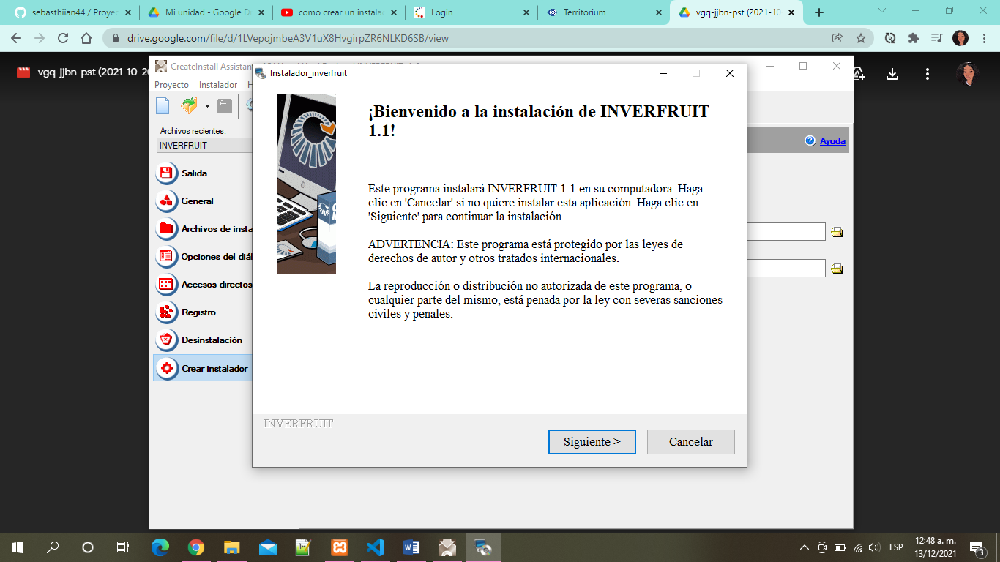 sebasthiian44 / Proye
Mi unidad - Google D
como crear un instala
Login
Territorium
vgq-jjbn-pst (2021-10-
drive.google.com/file/d/1LVepqjmbeA3V1uX8HvgirpZR6NLKD6SB/view
vgq-jjbn-pst (2021-10-20
CreateInstall Assistan
Instalador_inverfruit
Proyecto Instalador
Archivos recientes:
INVERFRUIT
Ayuda
Salida
General
Archivos de insta
Opciones del diál
Accesos directos
Registro
Desinstalación
Crear instalador
¡Bienvenido a la instalación de INVERFRUIT
1.1!
Este programa instalará INVERFRUIT 1.1 en su computadora. Haga
clic en 'Cancelar' si no quiere instalar esta aplicación. Haga clic en
'Siguiente' para continuar la instalación.
ADVERTENCIA: Este programa está protegido por las leyes de
derechos de autor y otros tratados internacionales.
La reproducción o distribución no autorizada de este programa, o
cualquier parte del mismo, está penada por la ley con severas sanciones
civiles y penales.
INVERFRUIT
Siguiente >
Cancelar
ESP
12:48 a. m.
13/12/2021
3